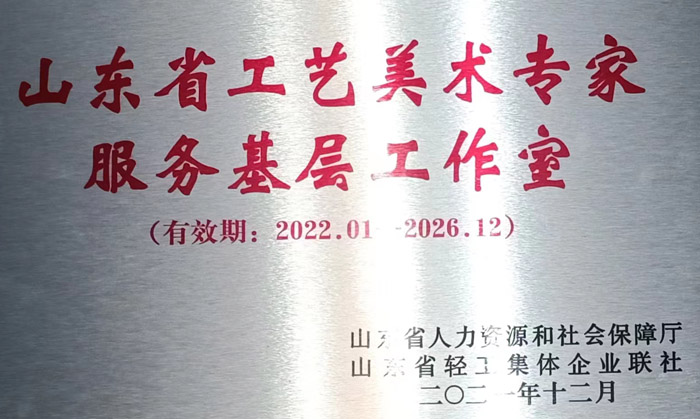 山东省工艺美术专家
服务基层工作室
(有效期：2022.01-2026.12)
山东省人力资源和社会保障厅
山东省轻工集体企业联社
二〇二一年十二月